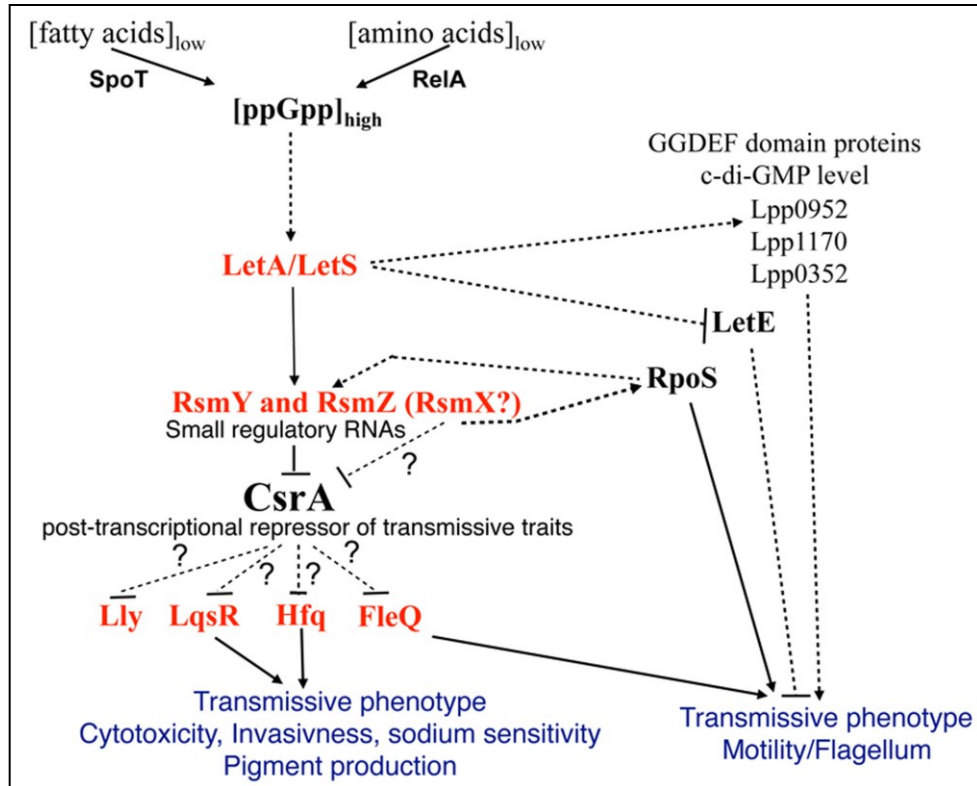 [fatty acids]low [amino acids]low
SpoT RelA
[ppGpp]high
GGDEF domain proteins
c-di-GMP level
Lpp0952
Lpp1170
Lpp0352
LetA/LetS
LetE
RpoS
RsmY and RsmZ (RsmX?)
Small regulatory RNAs
?
CsrA
post-transcriptional repressor of transmissive traits
? ? ? ?
Lly LqsR Hfq FleQ
Transmissive phenotype
Cytotoxicity, Invasivness, sodium sensitivity
Pigment production
Transmissive phenotype
Motility/Flagellum